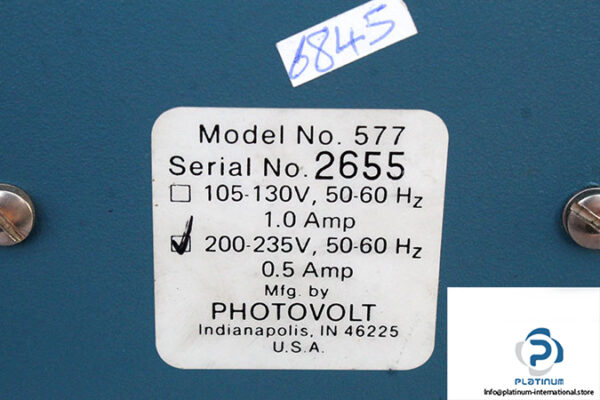 6845
Model No. 577
Serial No. 2655
105-130V, 50-60 Hz
1.0 Amp
200-235V, 50-60 Hz
0.5 Amp
Mfg. by
PHOTOVOLT
Indianapolis, IN 46225
U.S.A.
PLATINUM
Info@platinum-international.store